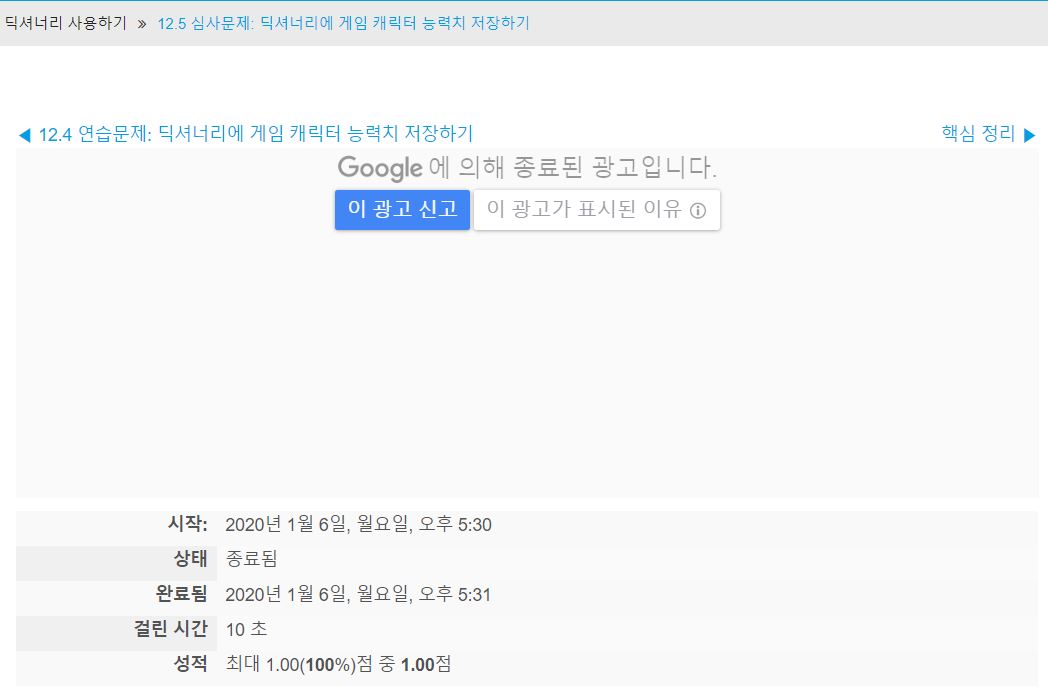 딕셔너리 사용하기 » 12.5 심사문제: 딕셔너리에 게임 캐릭터 능력치 저장하기
◀ 12.4 연습문제: 딕셔너리에 게임 캐릭터 능력치 저장하기 핵심 정리 ▶
Google에 의해 종료된 광고입니다.
이 광고 신고 이 광고가 표시된 이유 ⓘ
시작: 2020년 1월 6일, 월요일, 오후 5:30
상태 종료됨
완료됨 2020년 1월 6일, 월요일, 오후 5:31
걸린 시간 10 초
성적 최대 1.00(100%)점 중 1.00점